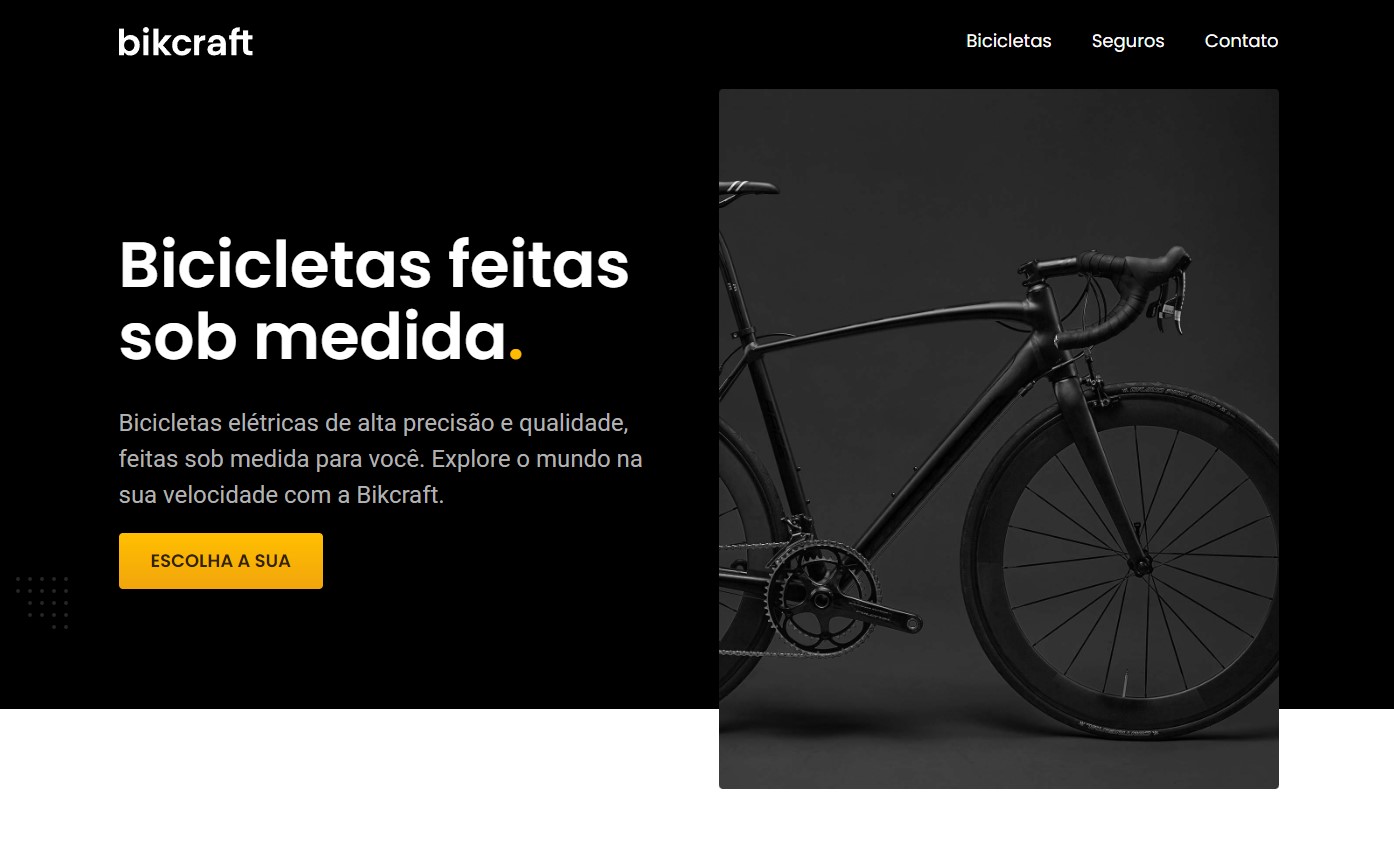 bikcraft
Bicicletas
Seguros
Contato
Bicicletas feitas
sob medida.
Bicicletas elétricas de alta precisão e qualidade,
feitas sob medida para você. Explore o mundo na
sua velocidade com a Bikcraft.
ESCOLHA A SUA